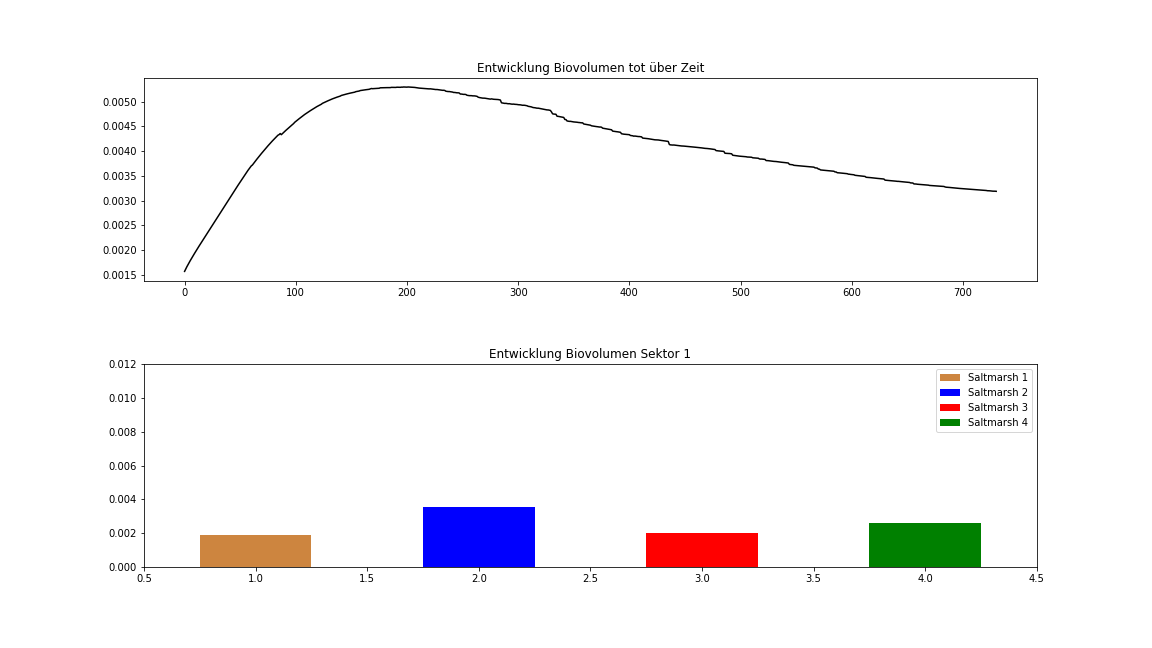 Entwicklung Biovolumen tot über Zeit
0.0050
0.0045
0.0040
0.0035
0.0030
0.0025
0.0020
0.0015
0 100 200 300 400 500 600 700
Entwicklung Biovolumen Sektor 1
0.012
0.010
0.008
0.006
0.004
0.002
0.000
Saltmarsh 1
Saltmarsh 2
Saltmarsh 3
Saltmarsh 4
0.5 1.0 1.5 2.0 2.5 3.0 3.5 4.0 4.5